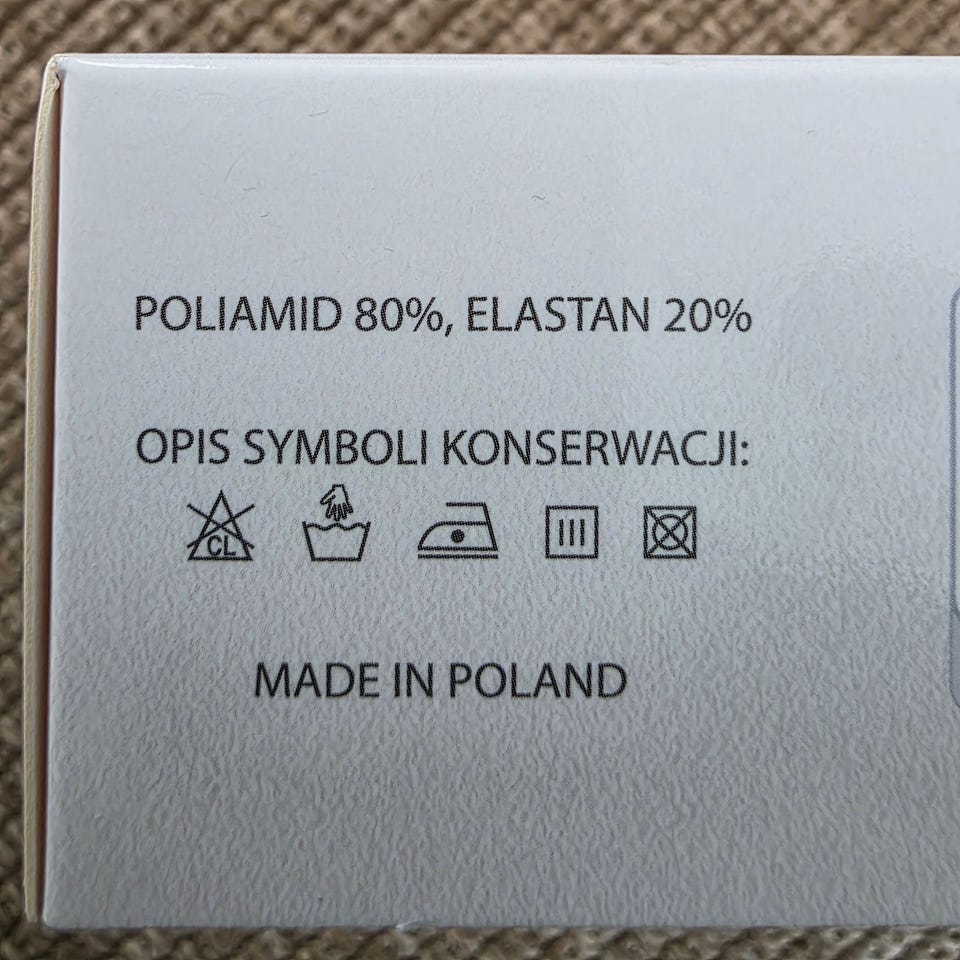 POLIAMID 80%, ELASTAN 20%
OPIS SYMBOLI KONSERWACJI:
CL
MADE IN POLAND